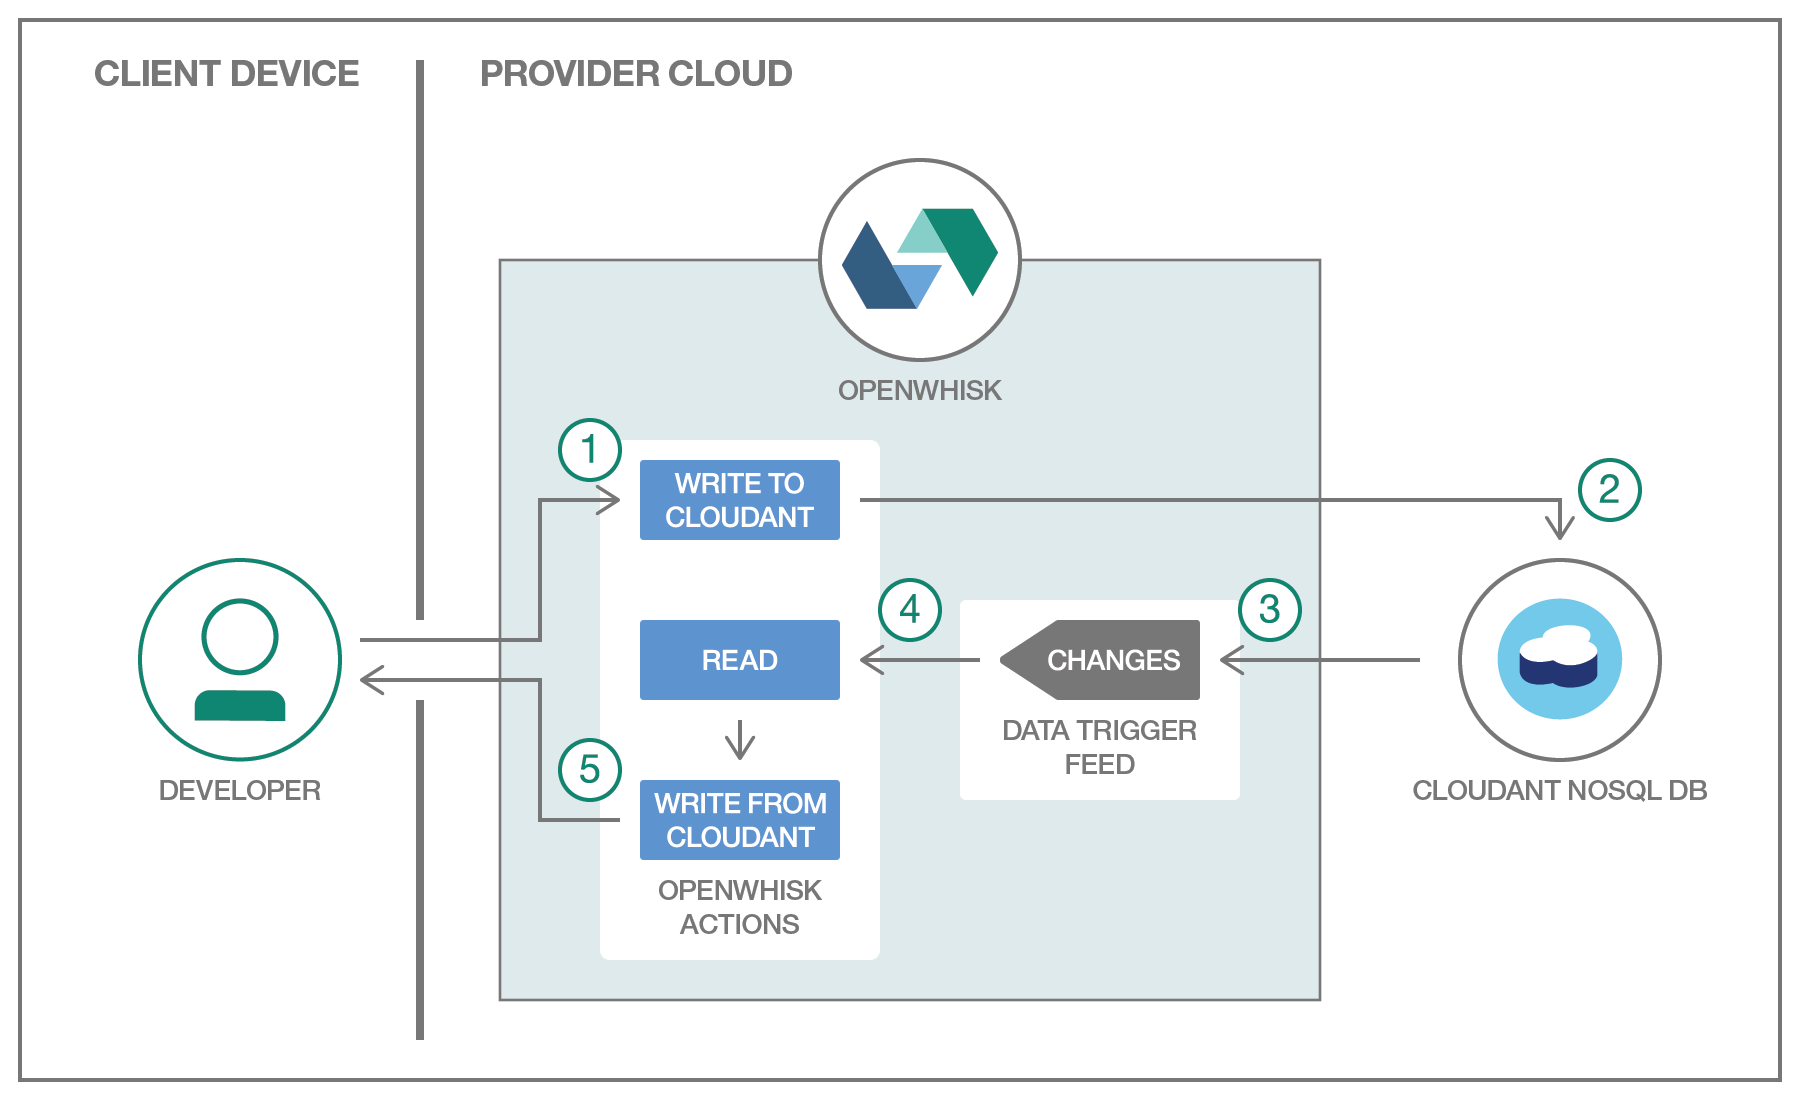 CLIENT DEVICE
PROVIDER CLOUD
OPENWHISK
1
WRITE TO
CLOUDANT
2
4
3
READ
CHANGES
DATA TRIGGER
FEED
DEVELOPER
CLOUDANT NOSQL DB
5
WRITE FROM
CLOUDANT
OPENWHISK
ACTIONS